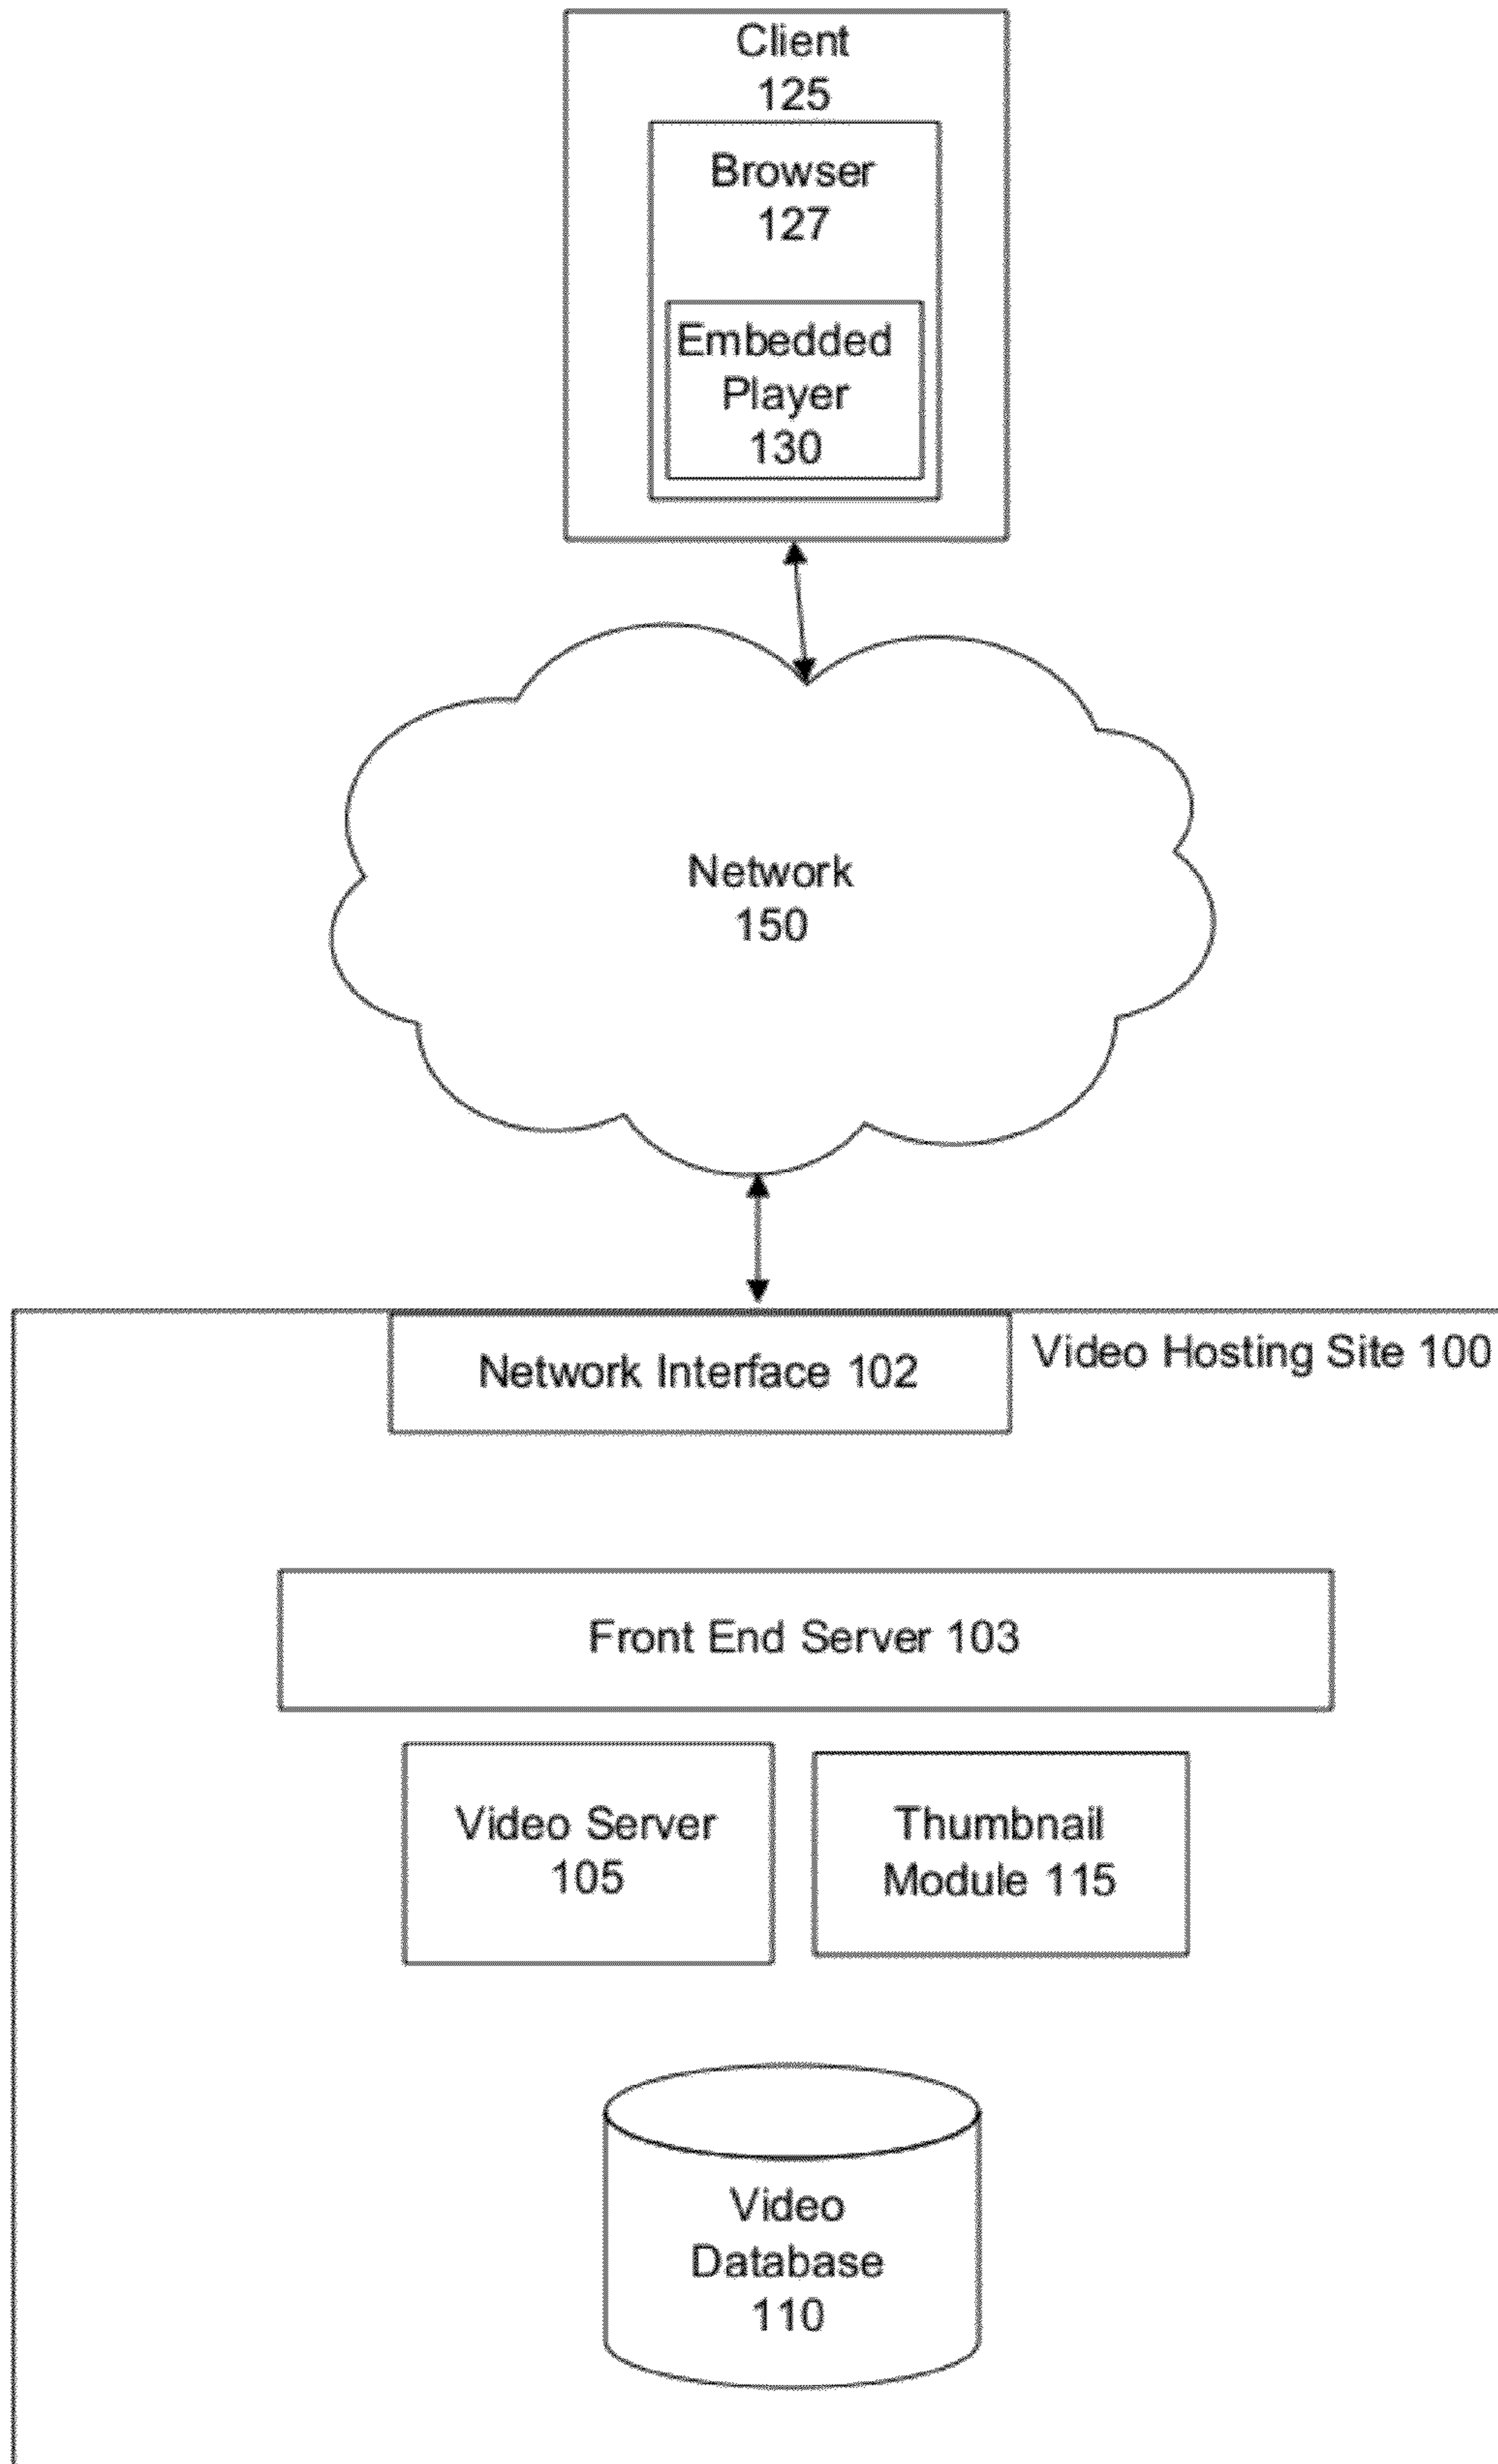 Client
125
Browser
127
Embedded
Player
130
Network
150
Network Interface 102
Video Hosting Site 100
Front End Server 103
Video Server
105
Thumbnail
Module 115
Video
Database
110